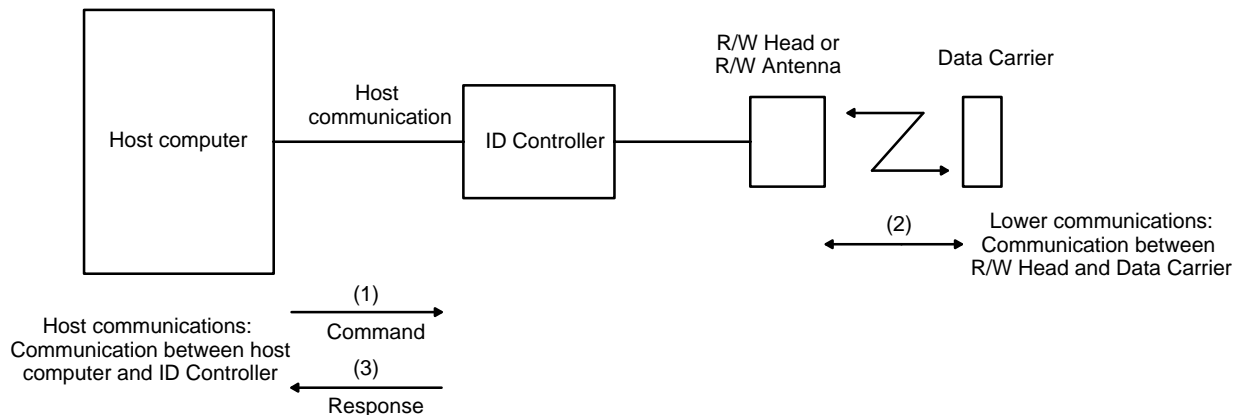 R/W Head or
R/W Antenna
Data Carrier
Host
communication
Host computer
ID Controller
(2)
Lower communications:
Communication between
R/W Head and Data Carrier
(1)
Command
Host communications:
Communication between host
computer and ID Controller
(3)
Response